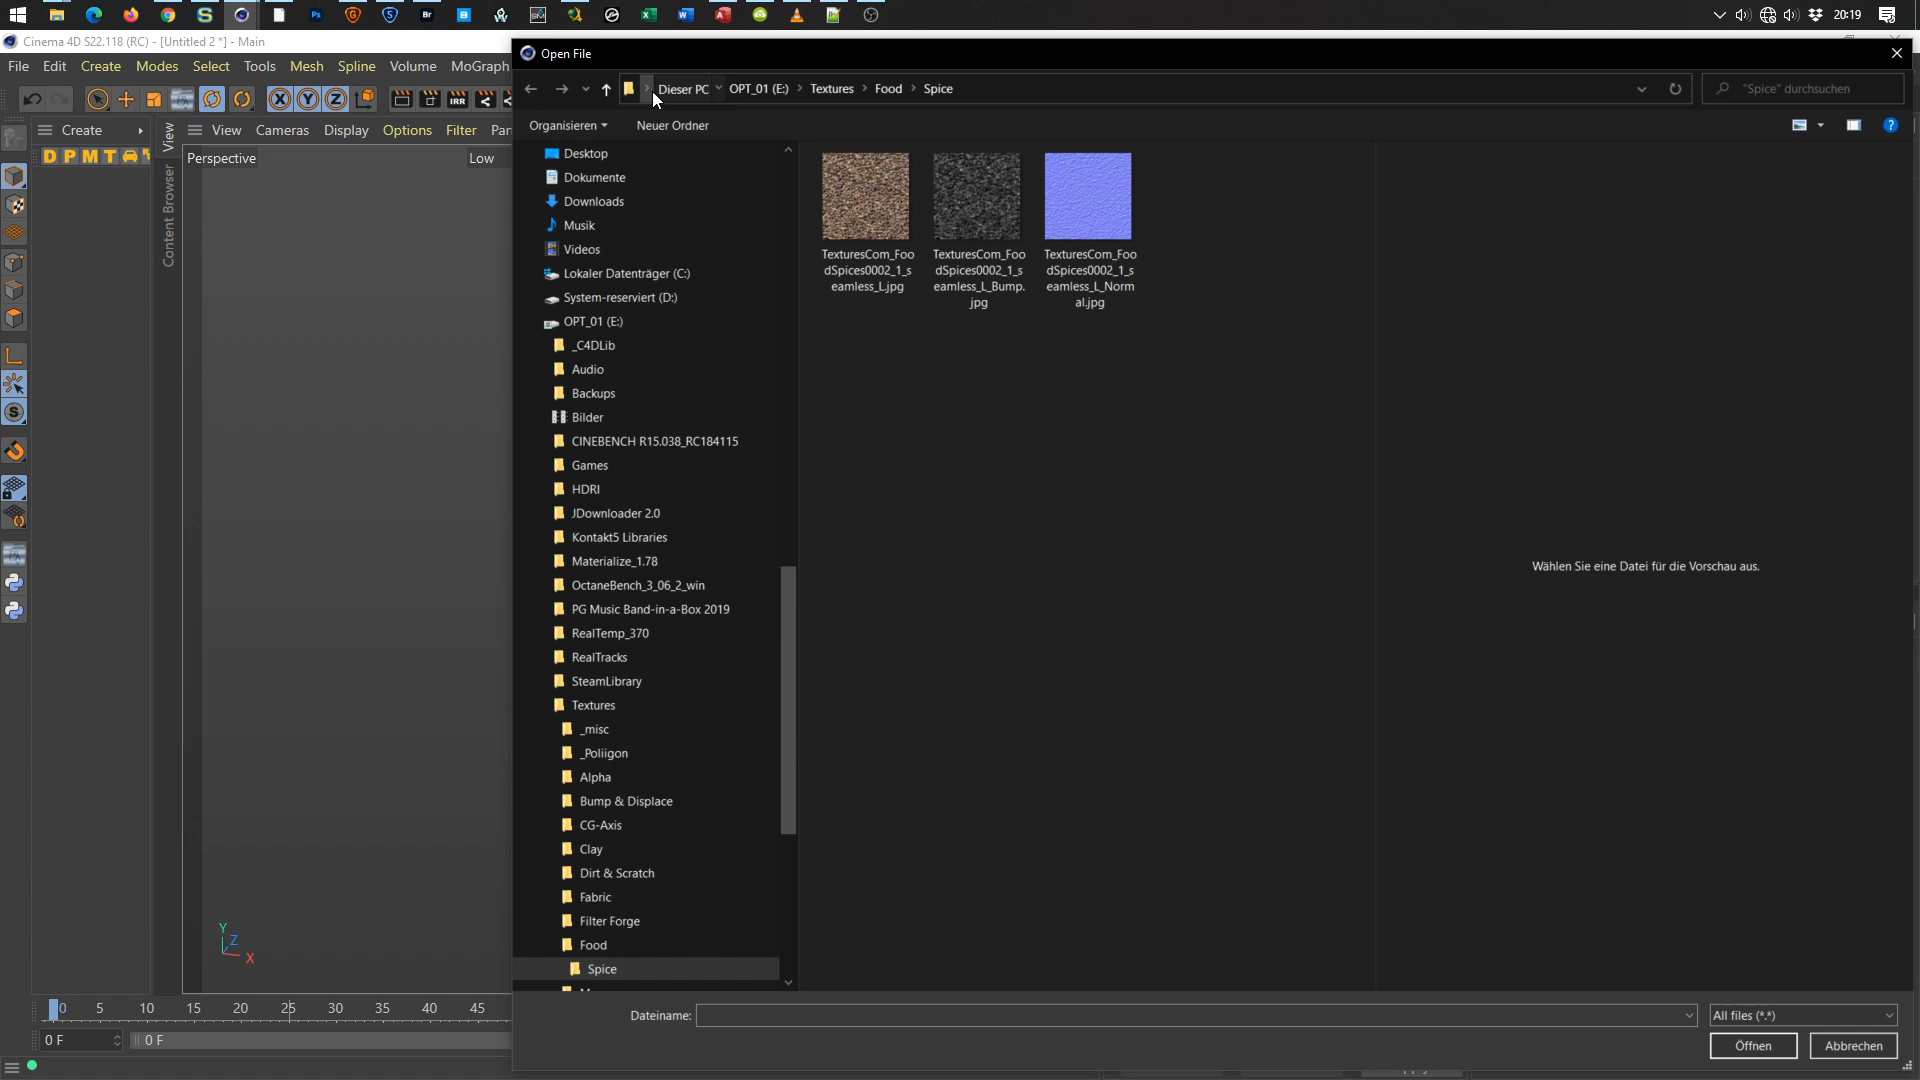 20:19
Cinema 4D S22.118 (RC) - [Untitled 2 *] - Main
Open File
File Edit Create Modes Select Tools Mesh Spline Volume MoGraph
Dieser PC OPT_01 (E:) Textures Food Spice
"Spice" durchsuchen
Organisieren Neuer Ordner
Create
View Cameras Display Options Filter Pan
D P M T
View
Content Browser
Perspective
Low
Desktop
Dokumente
Downloads
Musik
Videos
Lokaler Datenträger (C:)
System-reserviert (D:)
OPT_01 (E:)
_C4DLib
Audio
Backups
Bilder
CINEBENCH R15.038_RC184115
Games
HDRI
JDownloader 2.0
Kontakt5 Libraries
Materialize_1.78
OctaneBench_3_06_2_win
PG Music Band-in-a-Box 2019
RealTemp_370
RealTracks
SteamLibrary
Textures
_misc
_Poliigon
Alpha
Bump & Displace
CG-Axis
Clay
Dirt & Scratch
Fabric
Filter Forge
Food
Spice
TexturesCom_Foo
dSpices0002_1_s
eamless_L.jpg
TexturesCom_Foo
dSpices0002_1_s
eamless_L_Bump.
jpg
TexturesCom_Foo
dSpices0002_1_s
eamless_L_Norm
al.jpg
Wählen Sie eine Datei für die Vorschau aus.
Y
Z
X
0 5 10 15 20 25 30 35 40 45
0 F
0 F
Dateiname:
All files (*.*)
Öffnen
Abbrechen